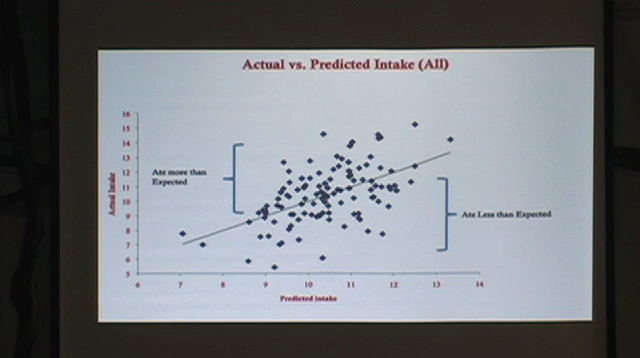 Actual vs. Predicted Intake (All)
16
15
14
13
12
11
10
9
8
7
6
5
Actual Intake
Ate more than
Expected
Ate Less than Expected
6 7 8 9 10 11 12 13 14
Predicted intake